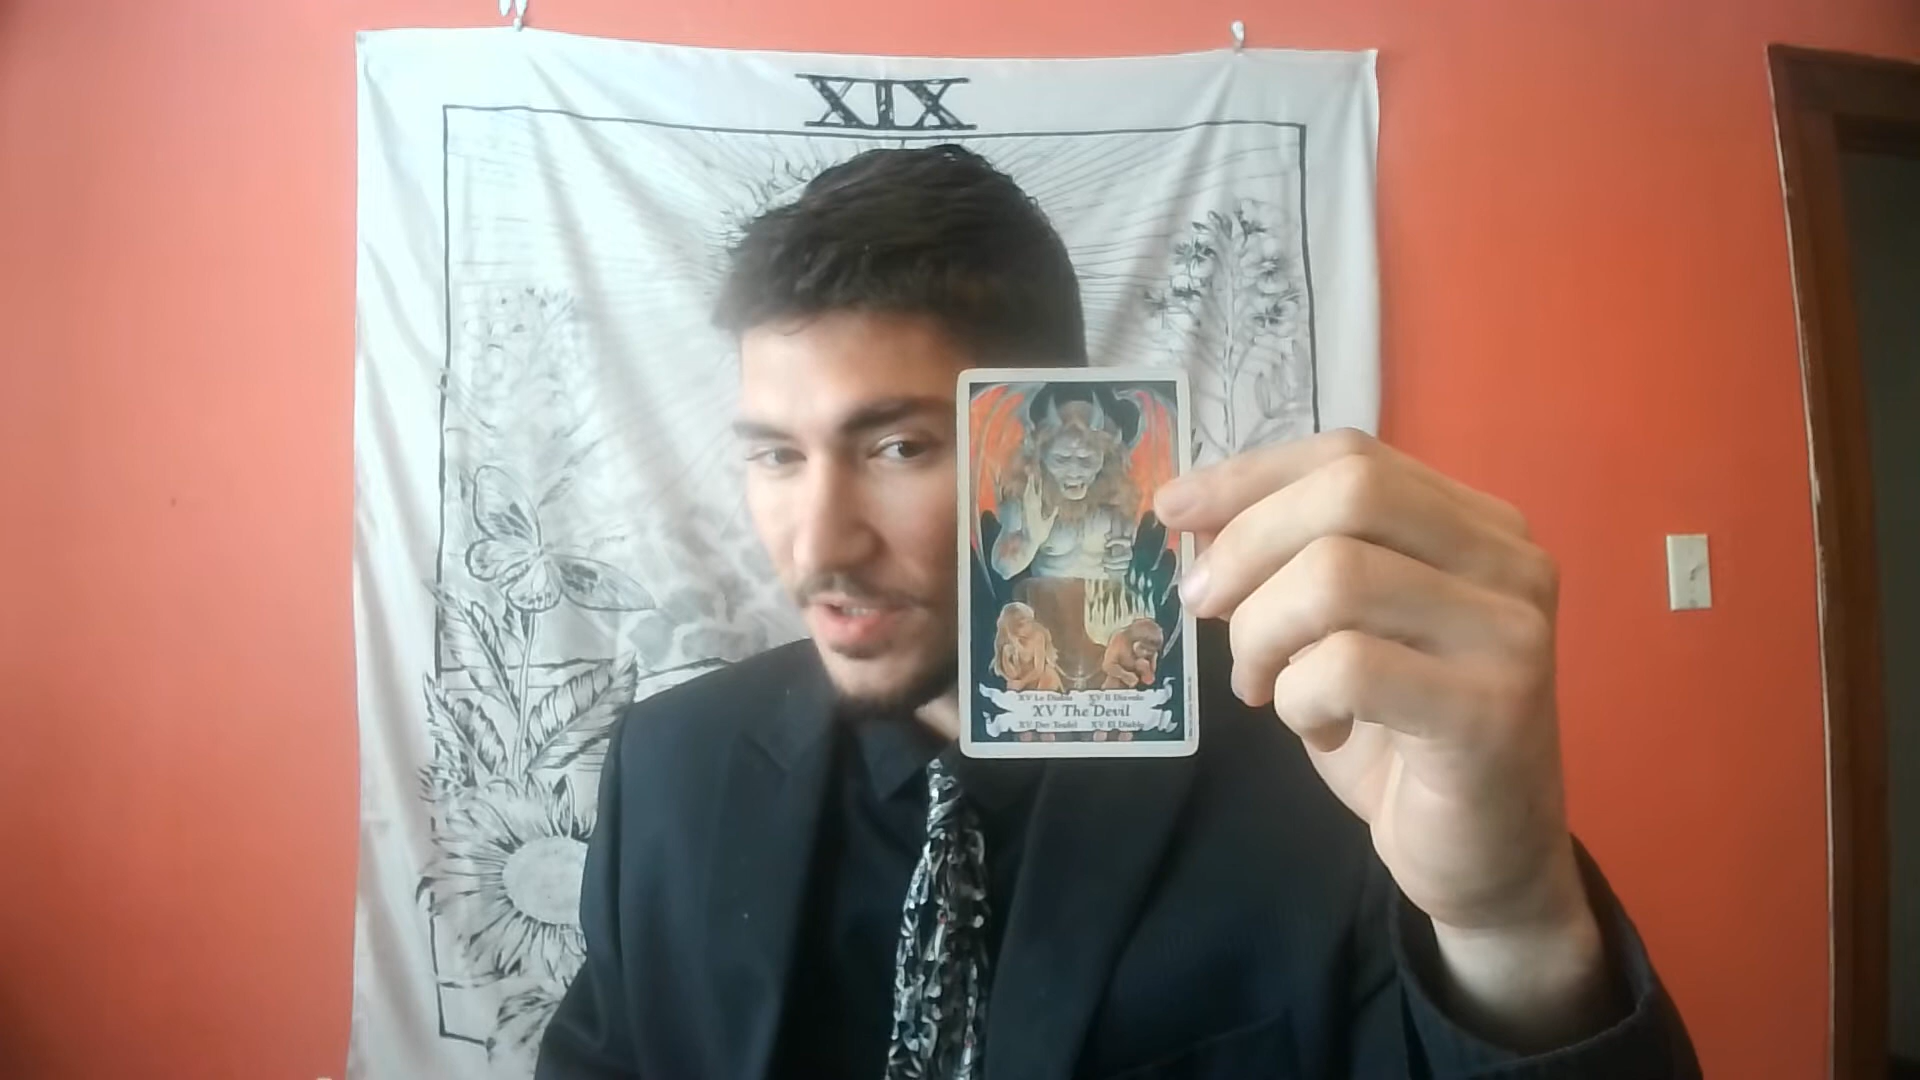 XIX
XV Le Diable XV Il Diavolo
XV The Devil
XV Der Teufel XV El Diablo